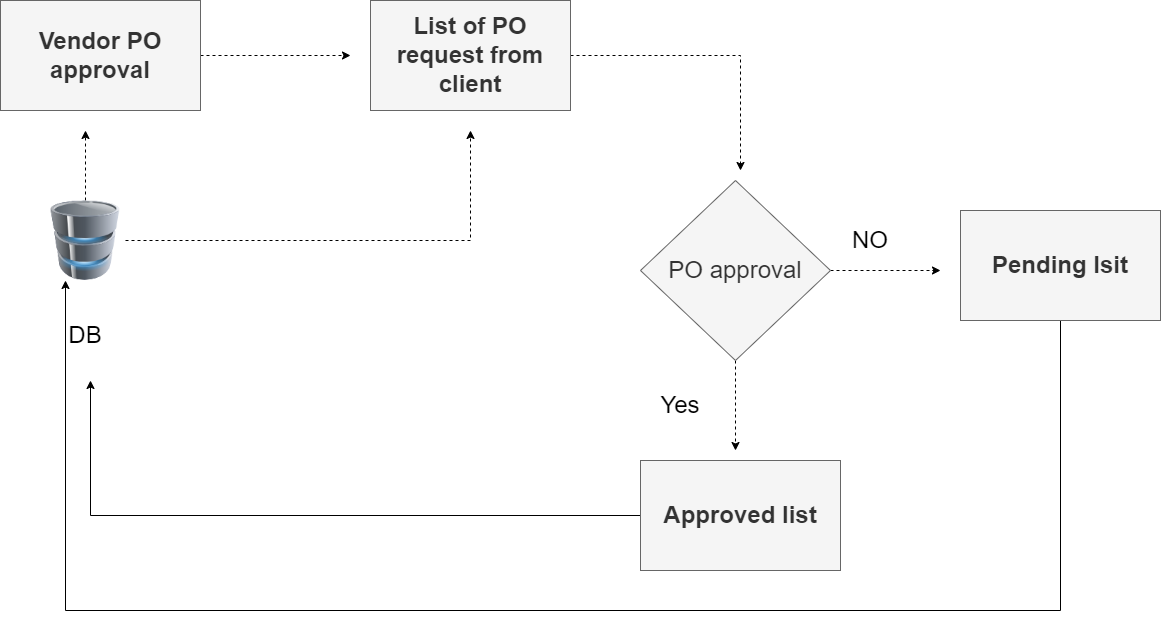 Vendor PO
approval
List of PO
request from
client
NO
PO approval
Pending lsit
DB
Yes
Approved list